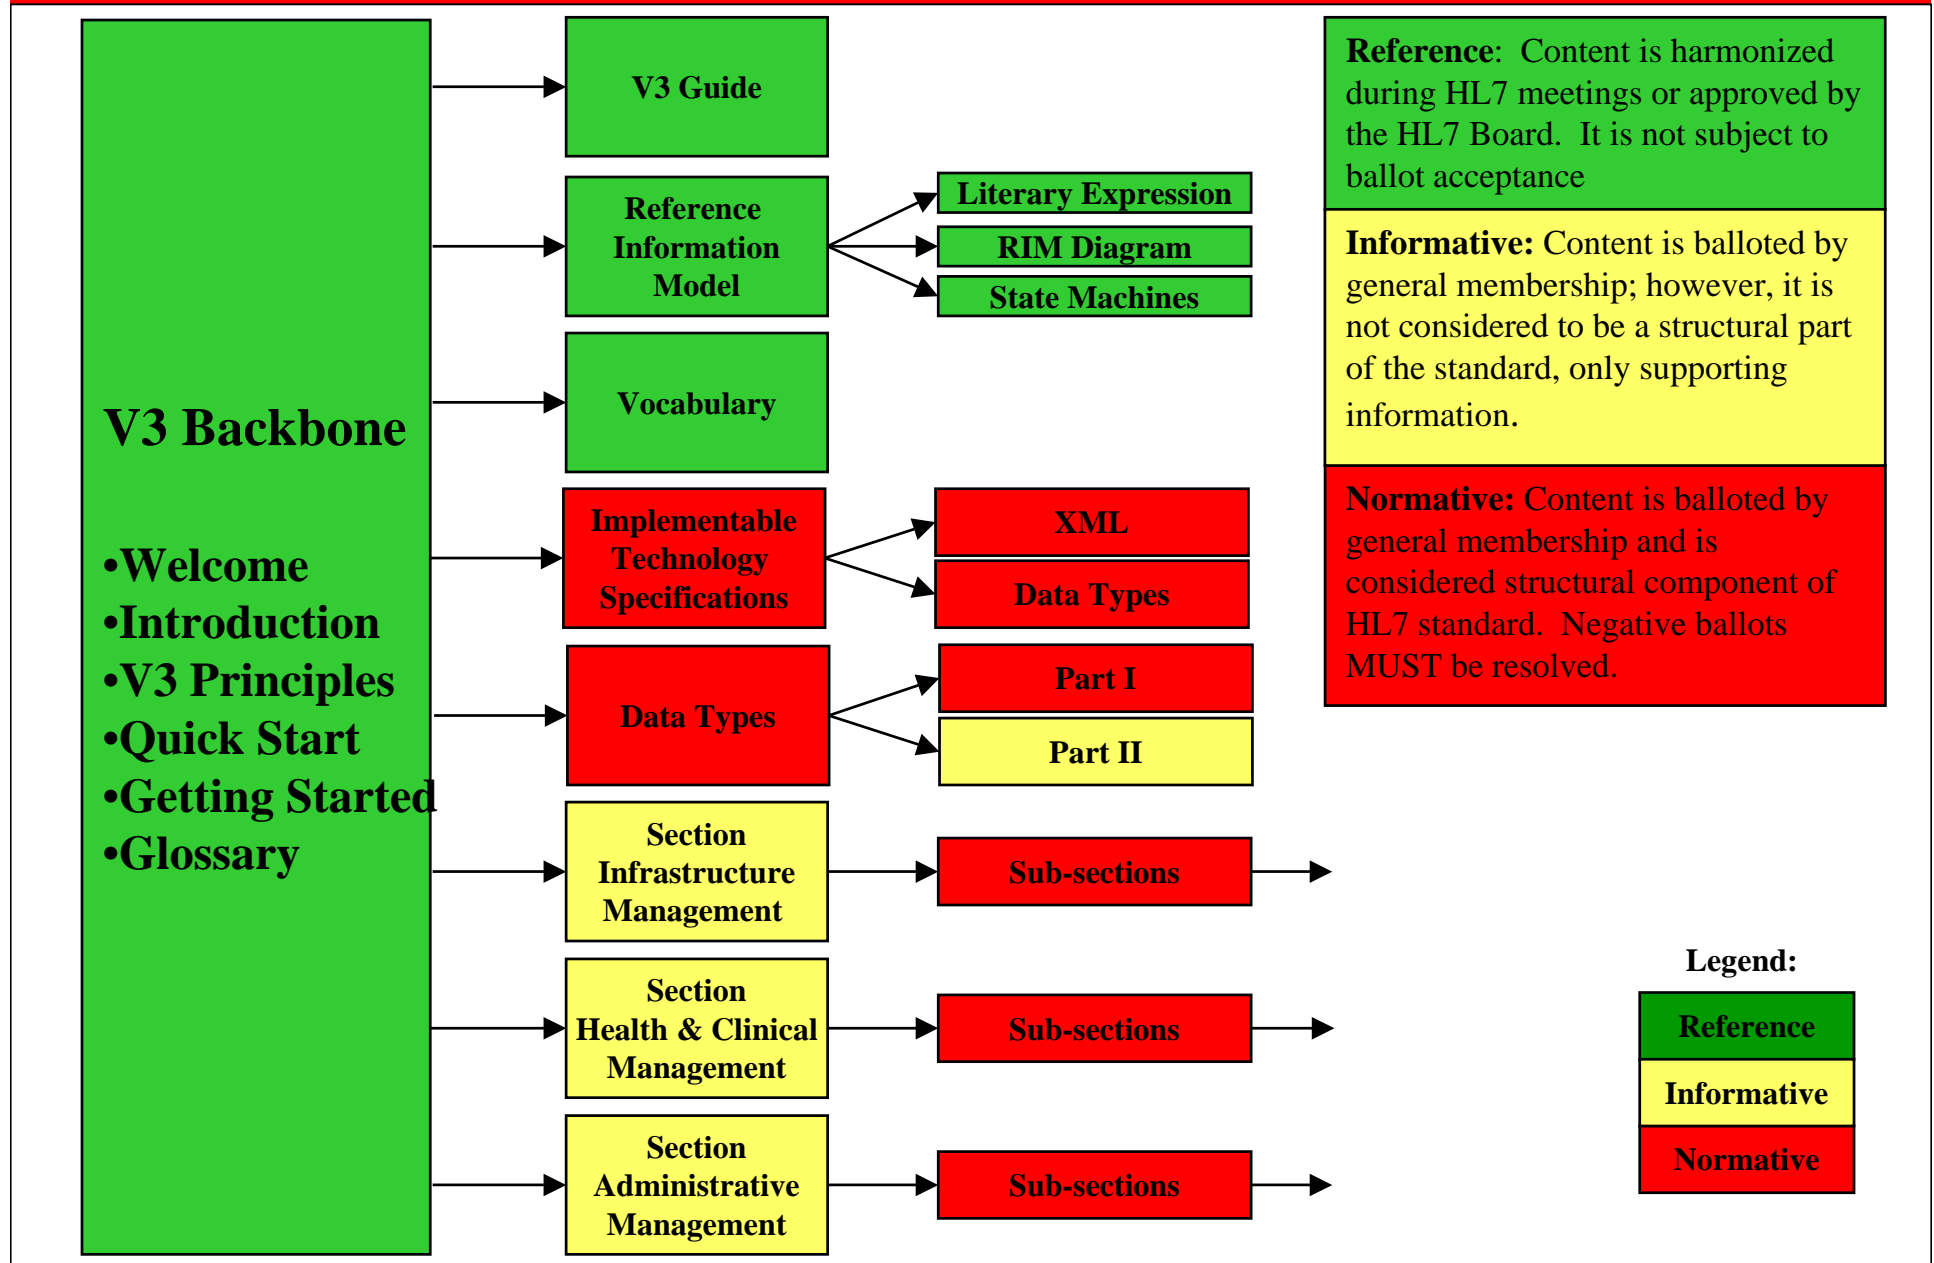 V3 Backbone
•Welcome
•Introduction
•V3 Principles
•Quick Start
•Getting Started
•Glossary
V3 Guide
Reference
Information
Model
Literary Expression
RIM Diagram
State Machines
Vocabulary
Implementable
Technology
Specifications
XML
Data Types
Data Types
Part I
Part II
Section
Infrastructure
Management
Sub-sections
Section
Health & Clinical
Management
Sub-sections
Section
Administrative
Management
Sub-sections
Reference: Content is harmonized
during HL7 meetings or approved by
the HL7 Board. It is not subject to
ballot acceptance
Informative: Content is balloted by
general membership; however, it is
not considered to be a structural part
of the standard, only supporting
information.
Normative: Content is balloted by
general membership and is
considered structural component of
HL7 standard. Negative ballots
MUST be resolved.
Legend:
Reference
Informative
Normative